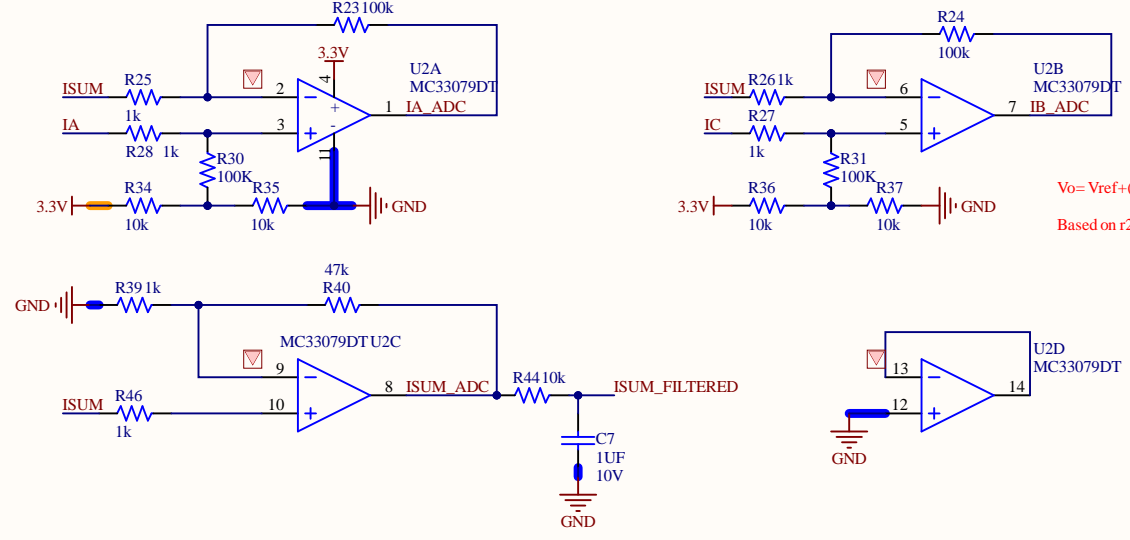 R23 100k
3.3V
4
U2A
MC33079DT
ISUM
R25
1k
2
1
IA_ADC
IA
R28 1k
3
+
-
11
R30
100K
3.3V
R34
10k
R35
10k
GND
R24
100k
U2B
MC33079DT
ISUM
R26 1k
6
7
IB_ADC
IC
R27
1k
5
R31
100K
3.3V
R36
10k
R37
10k
GND
Vo= Vref+(
Based on r2
47k
GND
R39 1k
R40
MC33079DT U2C
9
8
ISUM_ADC
R44 10k
ISUM_FILTERED
ISUM
R46
1k
10
C7
1UF
10V
GND
U2D
MC33079DT
13
14
12
GND